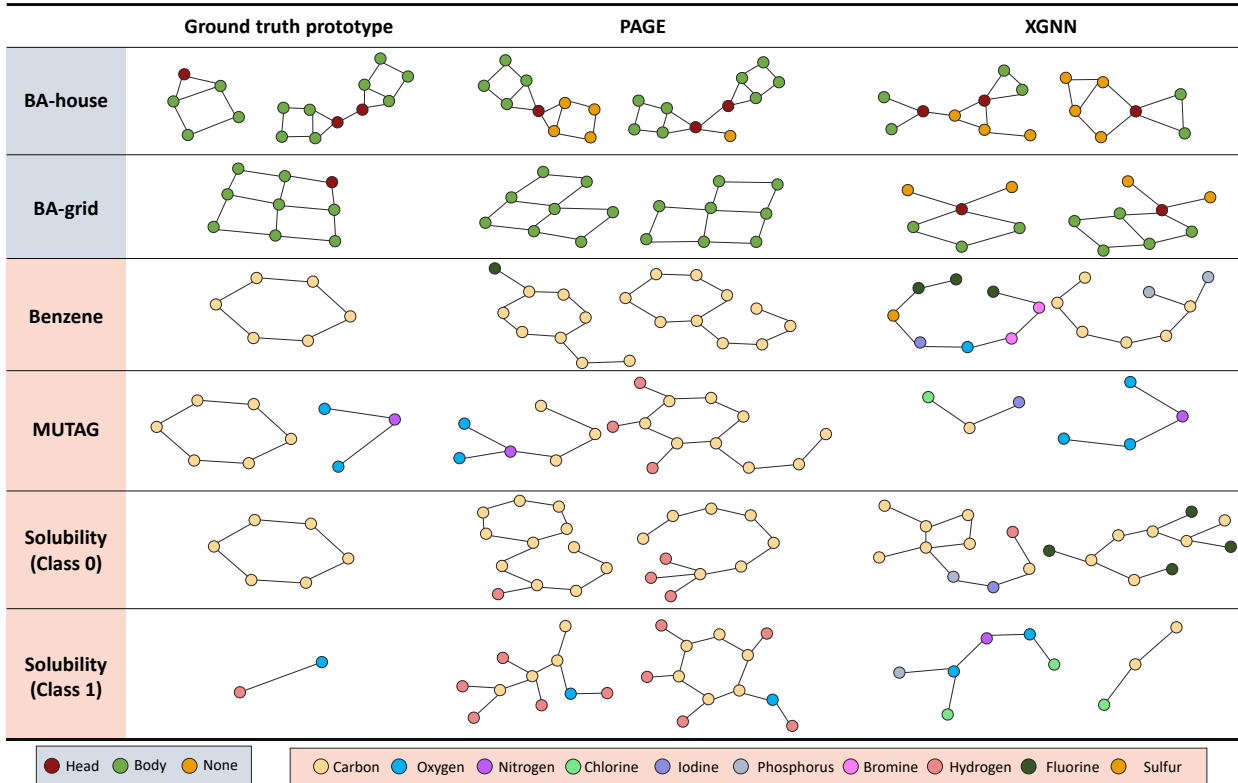 Ground truth prototype PAGE XGNN
BA-house
BA-grid
Benzene
MUTAG
Solubility
(Class 0)
Solubility
(Class 1)
Head Body None
Carbon Oxygen Nitrogen Chlorine Iodine Phosphorus Bromine Hydrogen Fluorine Sulfur